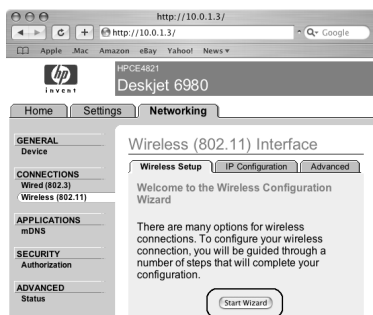 http://10.0.1.3/
http://10.0.1.3/
Google
Apple .Mac Amazon eBay Yahoo! News
hp
invent
HPCE4821
Deskjet 6980
Home Settings Networking
GENERAL
Device
CONNECTIONS
Wired (802.3)
Wireless (802.11)
APPLICATIONS
mDNS
SECURITY
Authorization
ADVANCED
Status
Wireless (802.11) Interface
Wireless Setup IP Configuration Advanced
Welcome to the Wireless Configuration
Wizard
There are many options for wireless
connections. To configure your wireless
connection, you will be guided through a
number of steps that will complete your
configuration.
Start Wizard